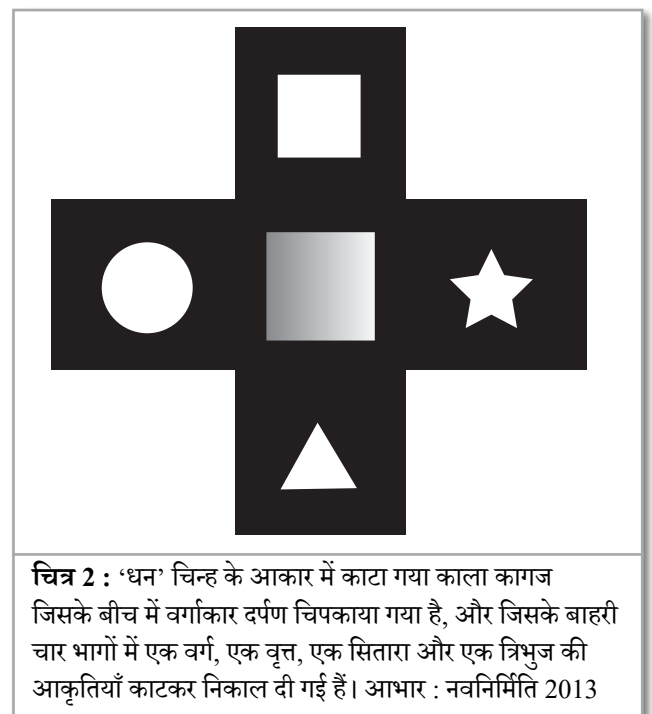 चित्र 2 : ‘धन’ चिन्ह के आकार में काटा गया काला कागज
जिसके बीच में वर्गाकार दर्पण चिपकाया गया है, और जिसके बाहरी
चार भागों में एक वर्ग, एक वृत्त, एक सितारा और एक त्रिभुज की
आकृतियाँ काटकर निकाल दी गई हैं। आभार : नवनिर्मिति 2013